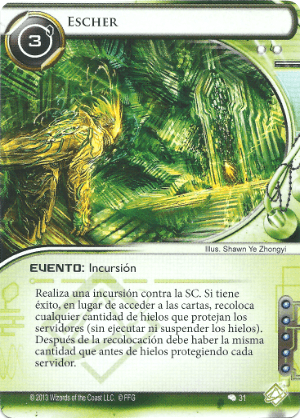 3
Escher
Illus. Shawn Ye Zhongyi
EVENTO: Incursión
Realiza una incursión contra la SC. Si tiene
éxito, en lugar de acceder a las cartas, recoloca
cualquier cantidad de hielos que protejan los
servidores (sin ejecutar ni suspender los hielos).
Después de la recolocación debe haber la misma
cantidad que antes de hielos protegiendo cada
servidor.
©2013 Wizards of the Coast LLC. © FFG
31